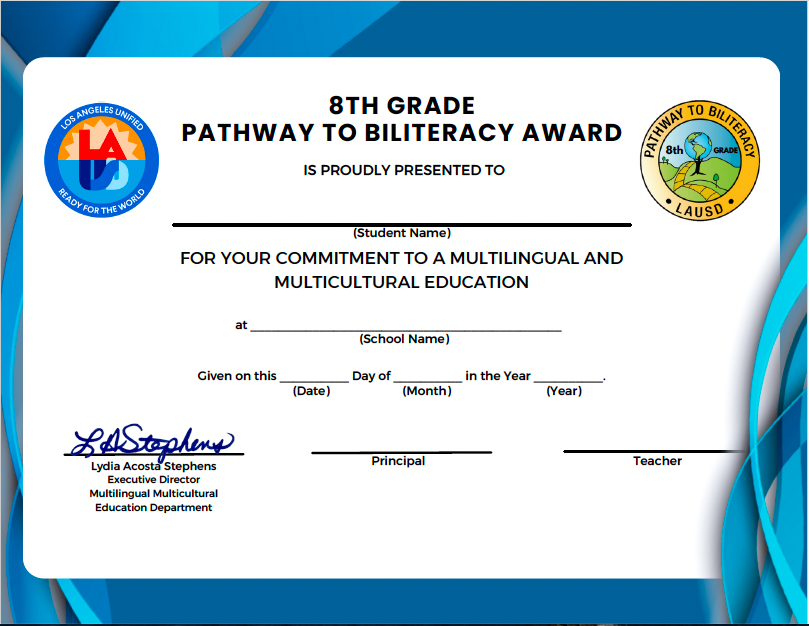 8TH GRADE
PATHWAY TO BILITERACY AWARD
LOS ANGELES UNIFIED
LAUSD
READY FOR THE WORLD
PATHWAY TO BILITERACY
8th GRADE
LAUSD
IS PROUDLY PRESENTED TO
(Student Name)
FOR YOUR COMMITMENT TO A MULTILINGUAL AND
MULTICULTURAL EDUCATION
at ______________________________________________
(School Name)
Given on this __________ Day of __________ in the Year __________.
(Date) (Month) (Year)
L A Stephens
Lydia Acosta Stephens
Executive Director
Multilingual Multicultural
Education Department
Principal
Teacher